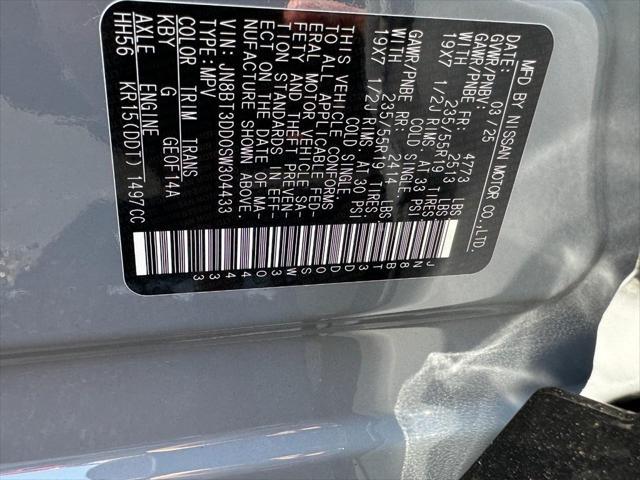 MFD BY NISSAN MOTOR CO.,LTD.
DATE: 03/25
GVWR/PNBV: 4773 LBS
GAWR/PNBE FR: 2513 LBS
WITH 235/55R19 TIRES,
19X7 1/2J RIMS, AT 33 PSI
COLD SINGLE
GAWR/PNBE RR: 2414 LBS
WITH 235/55R19 TIRES,
19X7 1/2J RIMS, AT 30 PSI
COLD SINGLE
THIS VEHICLE CONFORMS
TO ALL APPLICABLE FED-
ERAL MOTOR VEHICLE SA-
FETY AND THEFT PREVEN-
TION STANDARDS IN EFF-
ECT ON THE DATE OF MA-
NUFACTURE SHOWN ABOVE.
VIN: JN8BT3DD0SW304433
TYPE: MPV
COLOR TRIM TRANS
KBY G GE0F14A
AXLE ENGINE
HH56 KR15(DDT) 1497CC
JN8BT3DD0SW304433